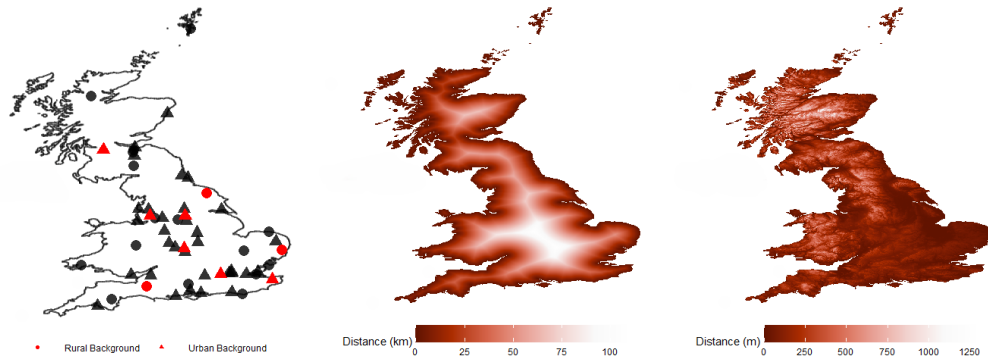 Rural Background Urban Background
Distance (km) 0 25 50 75 100
Distance (m) 0 250 500 750 1000 1250